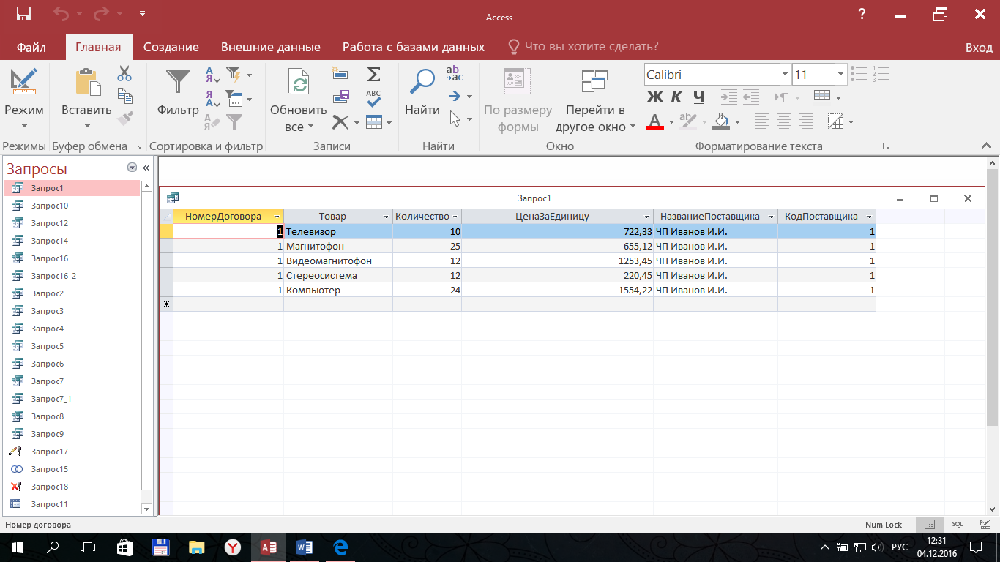 Access
?
Файл Главная Создание Внешние данные Работа с базами данных Что вы хотите сделать? Вход
Режим Вставить Фильтр Обновить все Найти По размеру формы Перейти в другое окно
Calibri 11
Ж К Ч
Режимы Буфер обмена Сортировка и фильтр Записи Найти Окно Форматирование текста
Запросы
Запрос1
Запрос10
Запрос12
Запрос14
Запрос16
Запрос16_2
Запрос2
Запрос3
Запрос4
Запрос5
Запрос6
Запрос7
Запрос7_1
Запрос8
Запрос9
Запрос17
Запрос15
Запрос18
Запрос11
Запрос1
НомерДоговора Товар Количество ЦенаЗаЕдиницу НазваниеПоставщика КодПоставщика
1 Телевизор 10 722,33 ЧП Иванов И.И. 1
1 Магнитофон 25 655,12 ЧП Иванов И.И. 1
1 Видеомагнитофон 12 1253,45 ЧП Иванов И.И. 1
1 Стереосистема 12 220,45 ЧП Иванов И.И. 1
1 Компьютер 24 1554,22 ЧП Иванов И.И. 1
Номер договора Num Lock SQL
РУС 12:31
04.12.2016